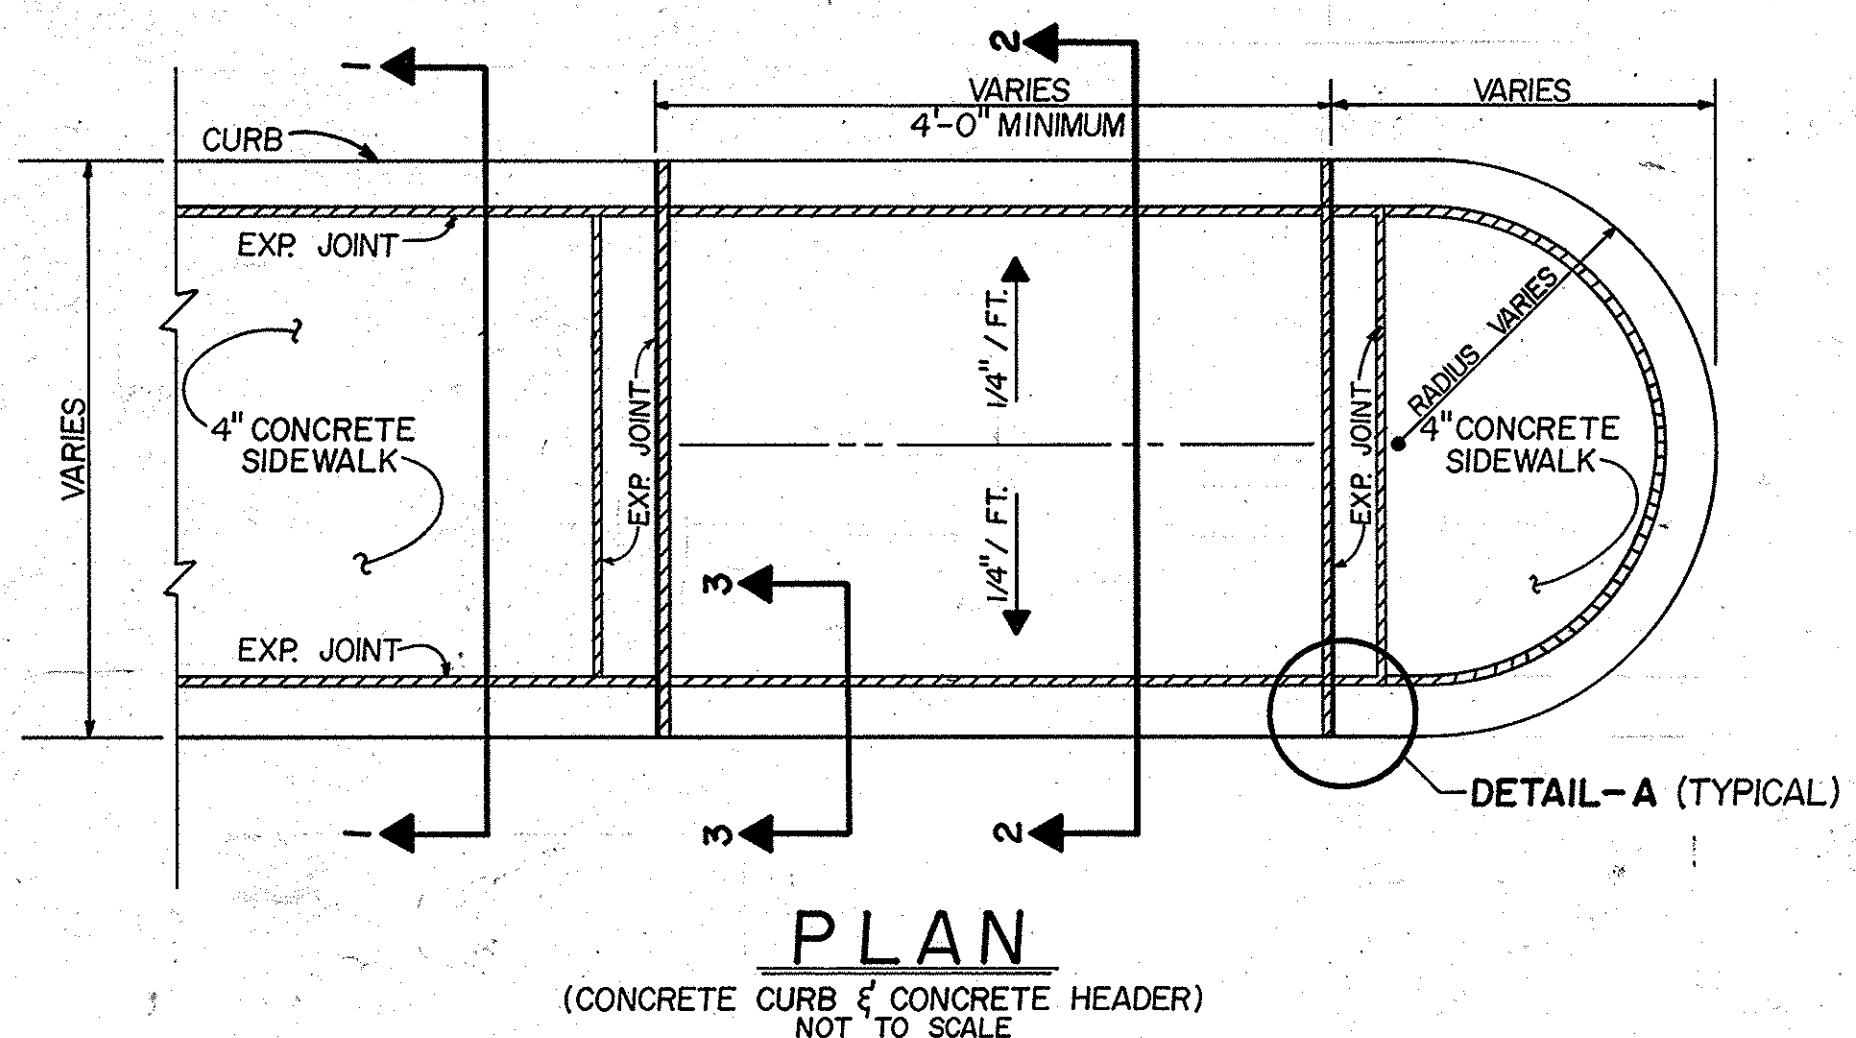 1
2
VARIES
4'-0" MINIMUM
VARIES
CURB
EXP. JOINT
1/4" / FT.
RADIUS VARIES
VARIES
4" CONCRETE
SIDEWALK
EXP. JOINT
EXP. JOINT
4" CONCRETE
SIDEWALK
1/4" / FT.
3
EXP. JOINT
DETAIL-A (TYPICAL)
1
3
2
PLAN
(CONCRETE CURB & CONCRETE HEADER)
NOT TO SCALE